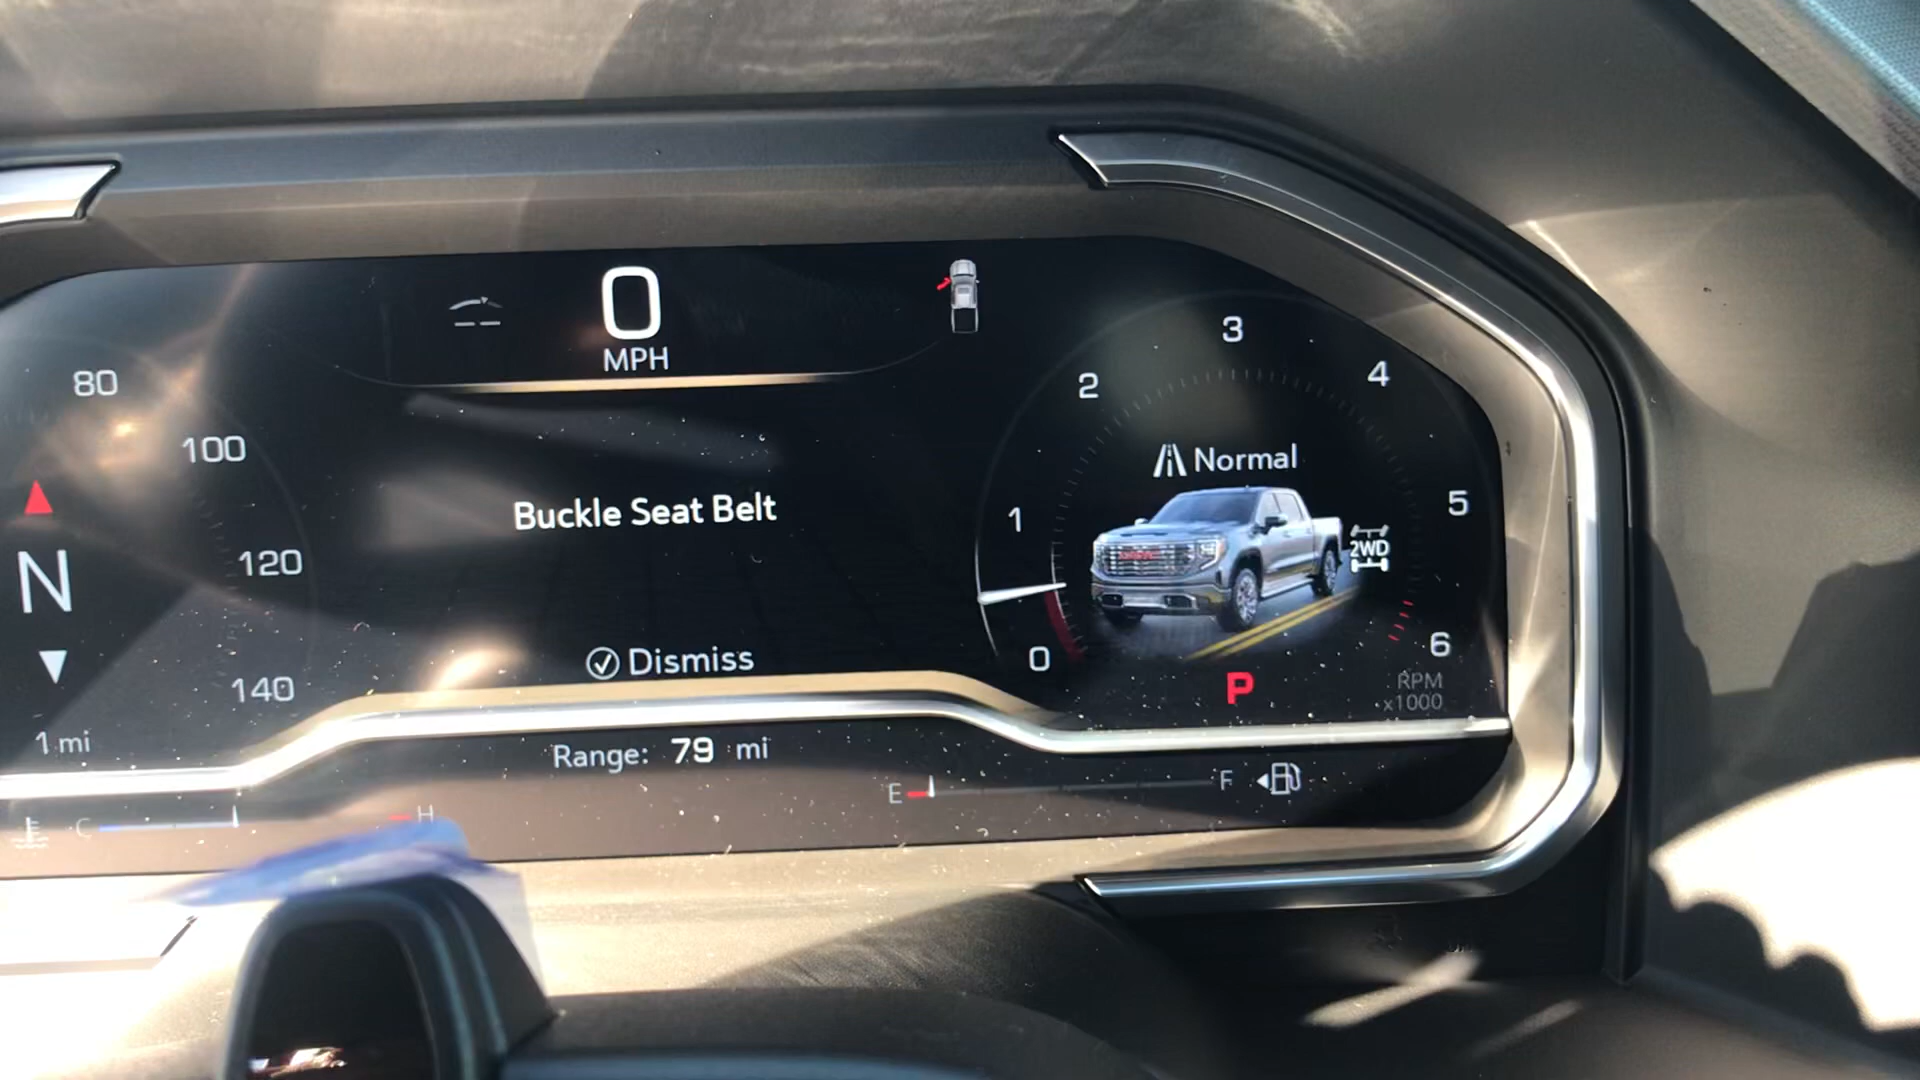 0
MPH
80
100
120
140
N
1 mi
Buckle Seat Belt
Dismiss
Range: 79 mi
C
H
E
F
0
1
2
3
4
5
6
Normal
GMC
2WD
P
RPM
x1000